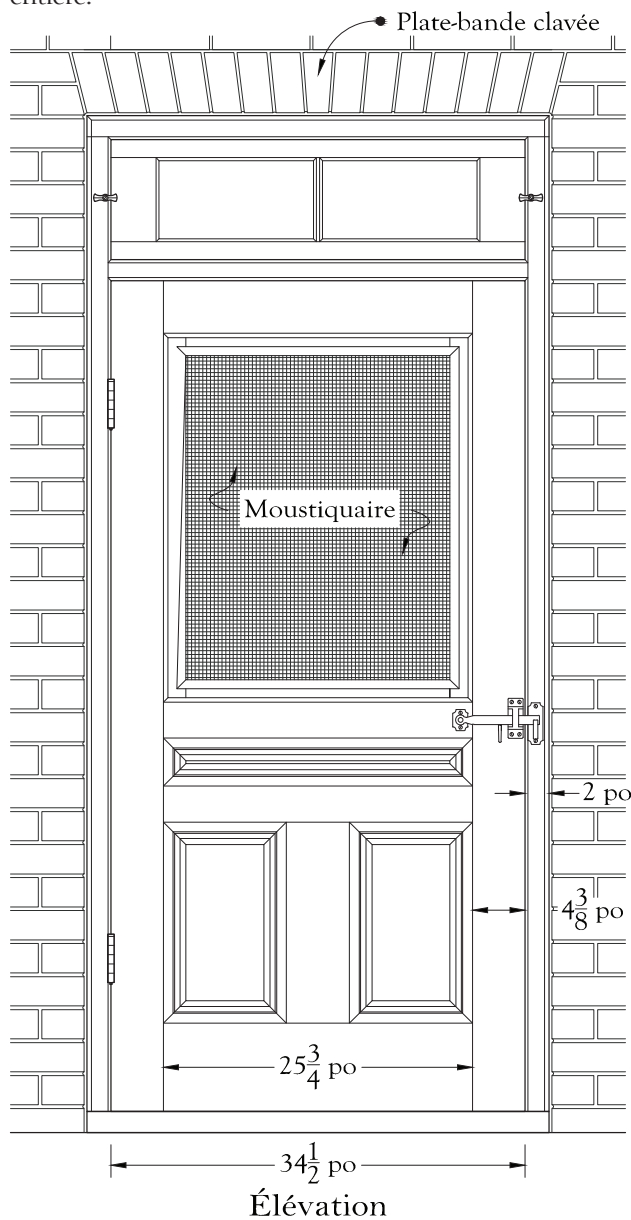 entière.
Plate-bande clavée
Moustiquaire
2 po
4 3/8 po
25 3/4 po
34 1/2 po
Élévation